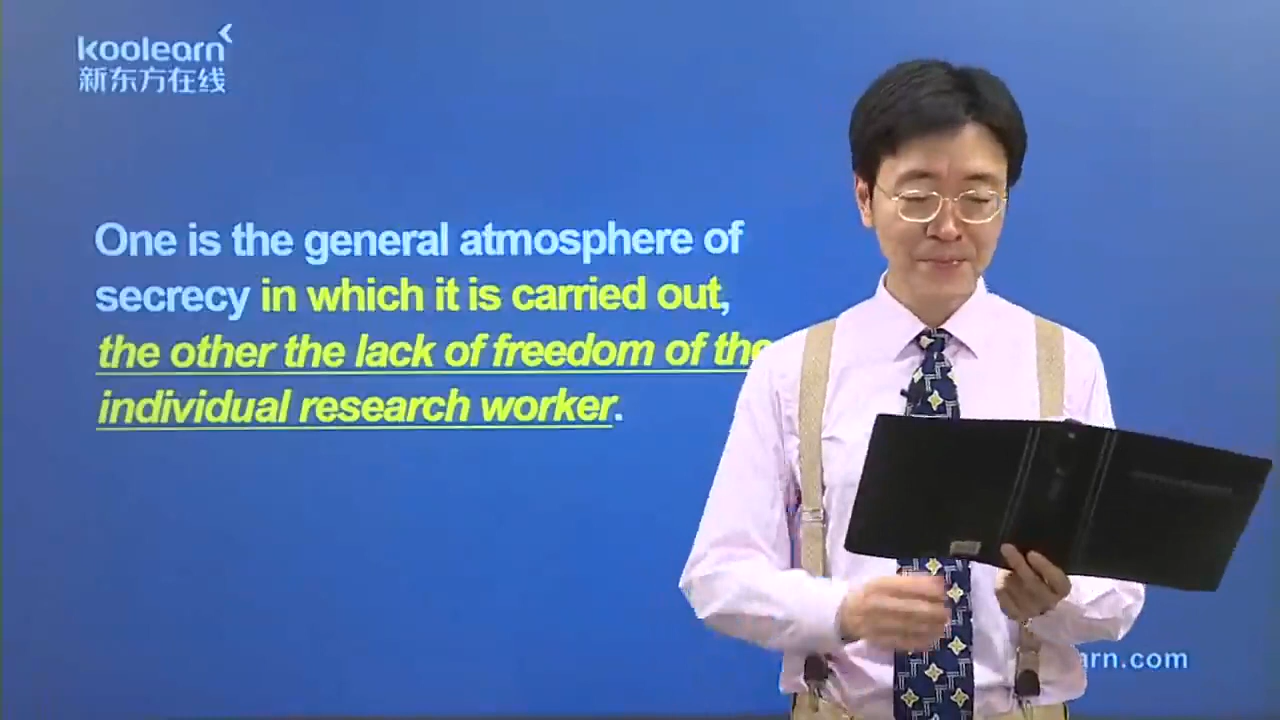 koolearn
新东方在线
One is the general atmosphere of
secrecy in which it is carried out,
the other the lack of freedom of the
individual research worker.
arn.com